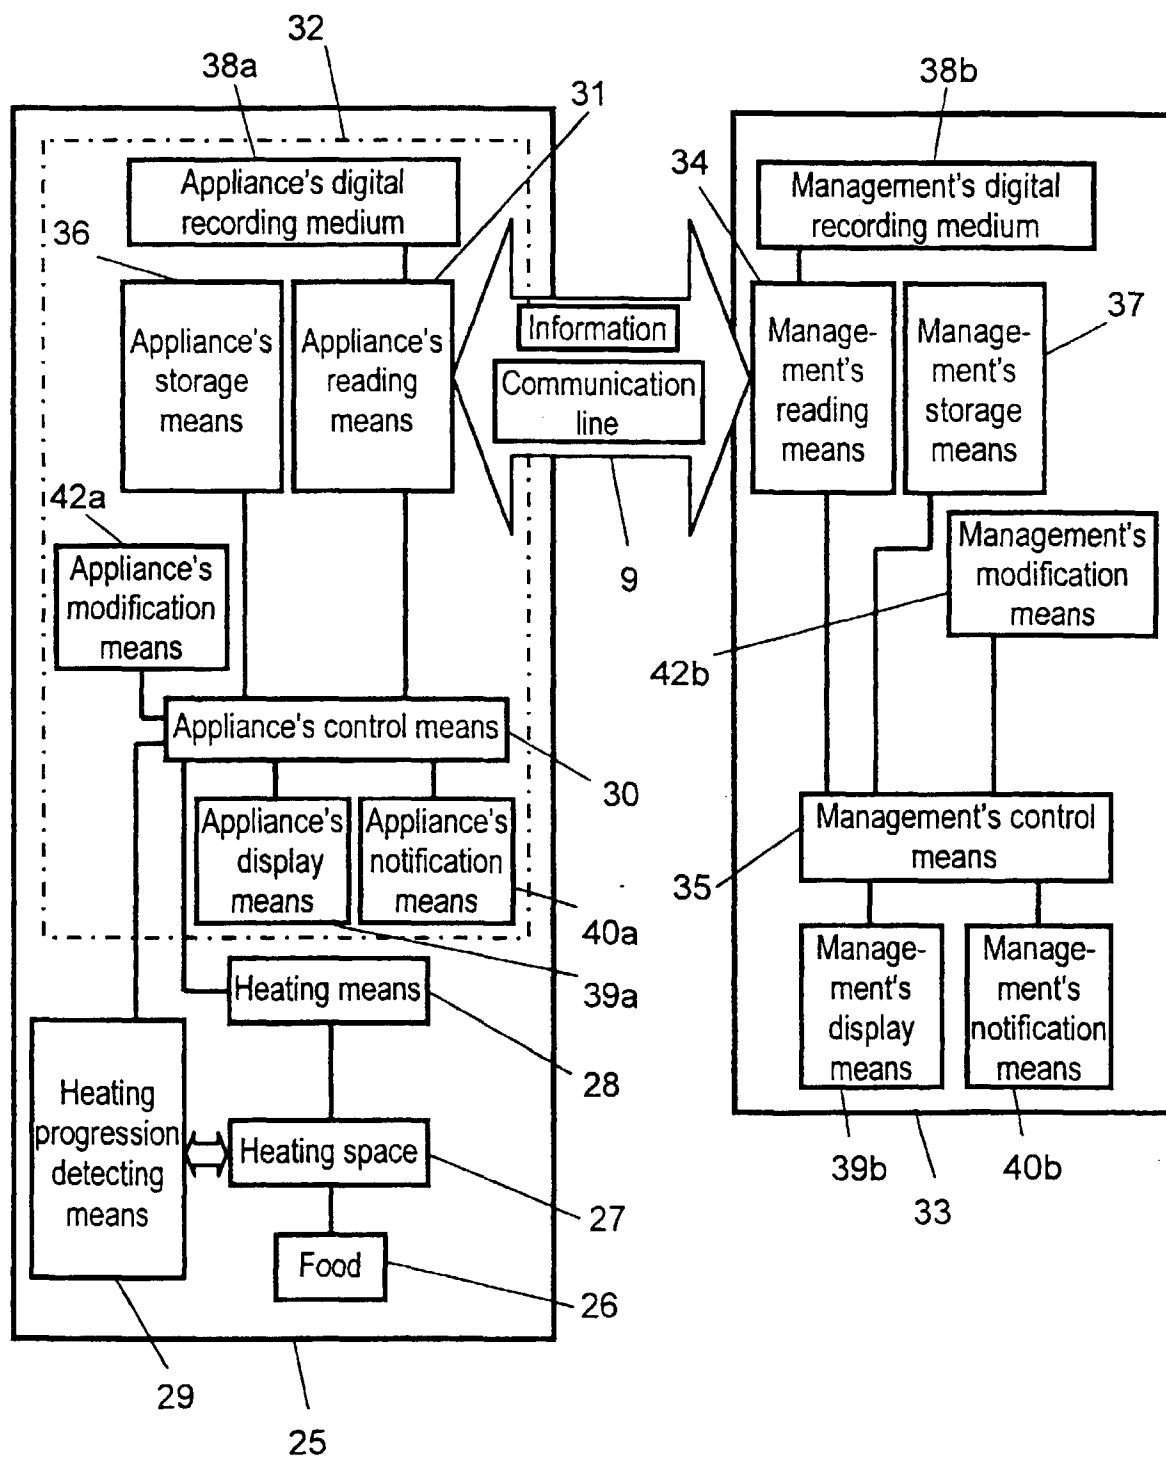 32
38a
31
38b
Appliance's digital
recording medium
34
Management's digital
recording medium
36
37
Information
Appliance's
storage
means
Appliance's
reading
means
Communication
line
Manage-
ment's
reading
means
Manage-
ment's
storage
means
42a
9
Appliance's
modification
means
Management's
modification
means
42b
Appliance's control means
30
Appliance's
display
means
Appliance's
notification
means
Management's control
means
35
40a
39a
Heating means
28
Manage-
ment's
display
means
Manage-
ment's
notification
means
Heating
progression
detecting
means
Heating space
27
39b
40b
33
Food
26
29
25